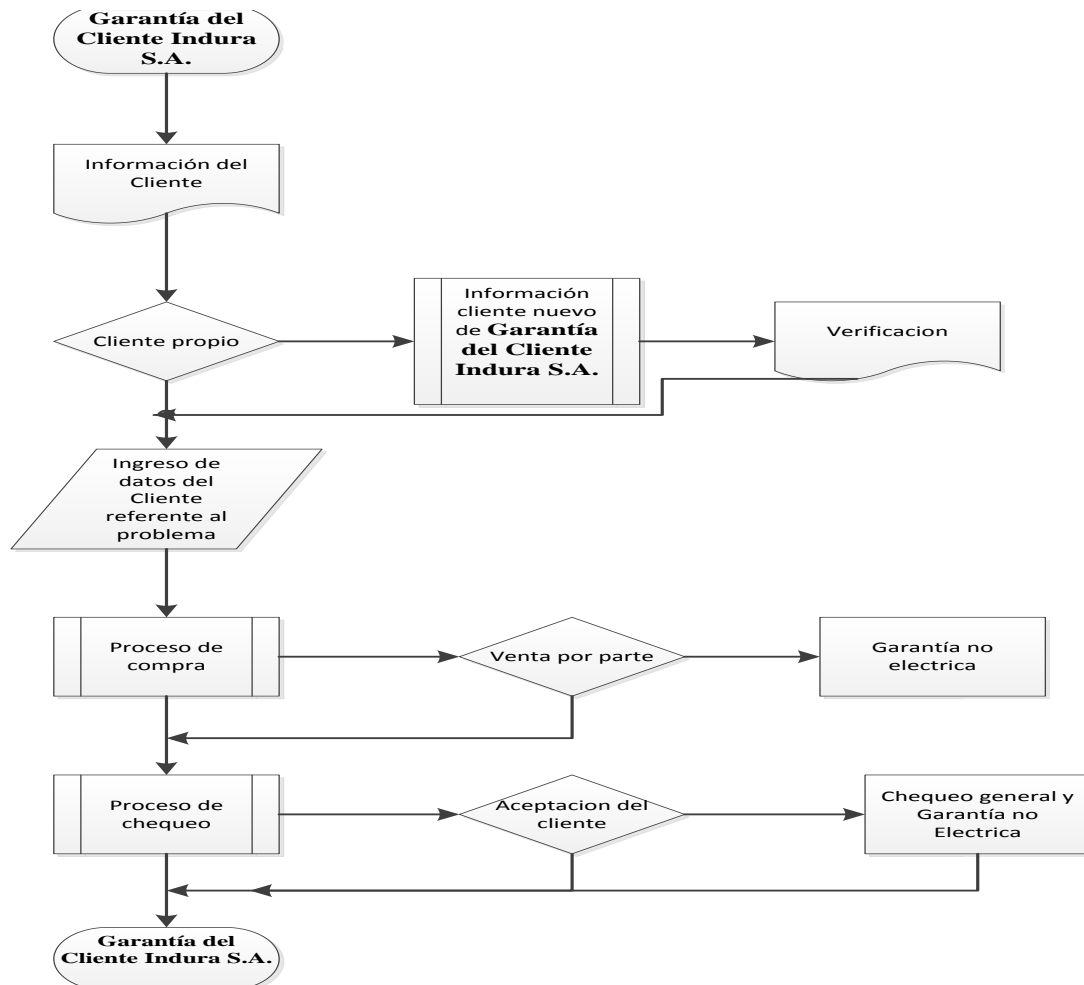 Garantía del
Cliente Indura
S.A.
Información del
Cliente
Cliente propio
Información
cliente nuevo
de Garantía
del Cliente
Indura S.A.
Verificacion
Ingreso de
datos del
Cliente
referente al
problema
Proceso de
compra
Venta por parte
Garantía no
electrica
Proceso de
chequeo
Aceptacion del
cliente
Chequeo general y
Garantía no
Electrica
Garantía del
Cliente Indura S.A.